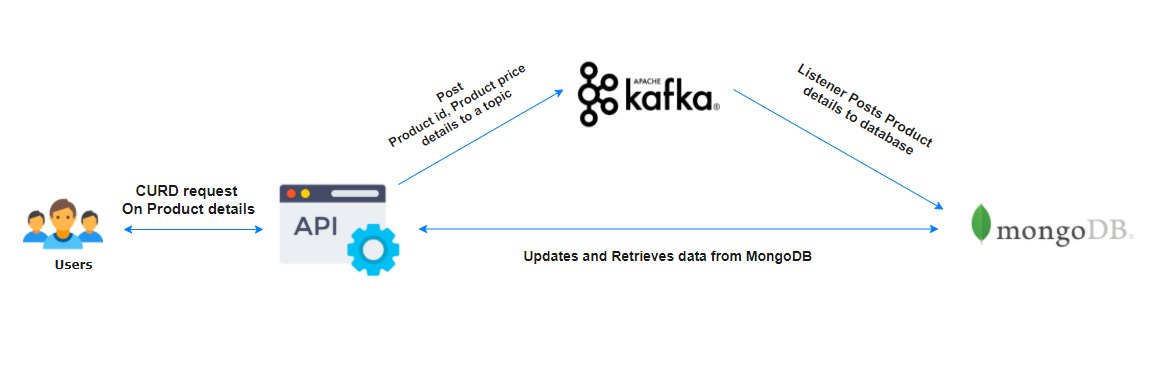 Post
Product id, Product price
details to a topic
APACHE
kafka®
Listener Posts Product
details to database
CURD request
On Product details
API
Users
Updates and Retrieves data from MongoDB
mongoDB.